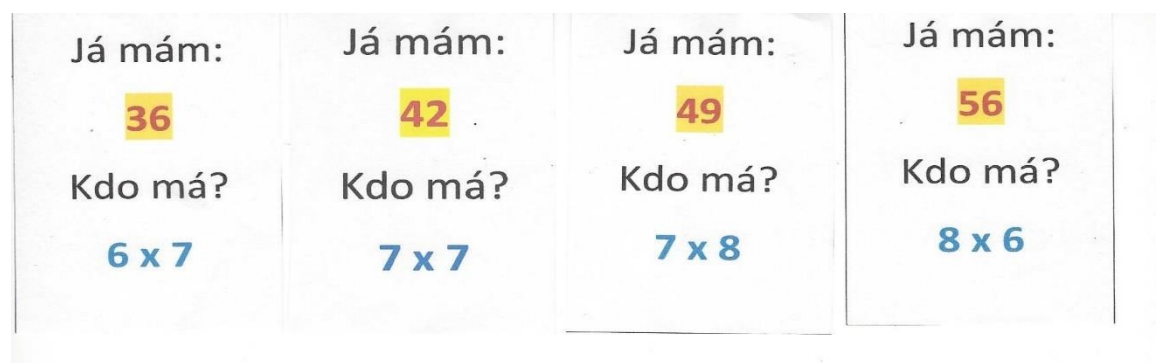 Já mám:
36
Kdo má?
6 x 7
Já mám:
42
Kdo má?
7 x 7
Já mám:
49
Kdo má?
7 x 8
Já mám:
56
Kdo má?
8 x 6